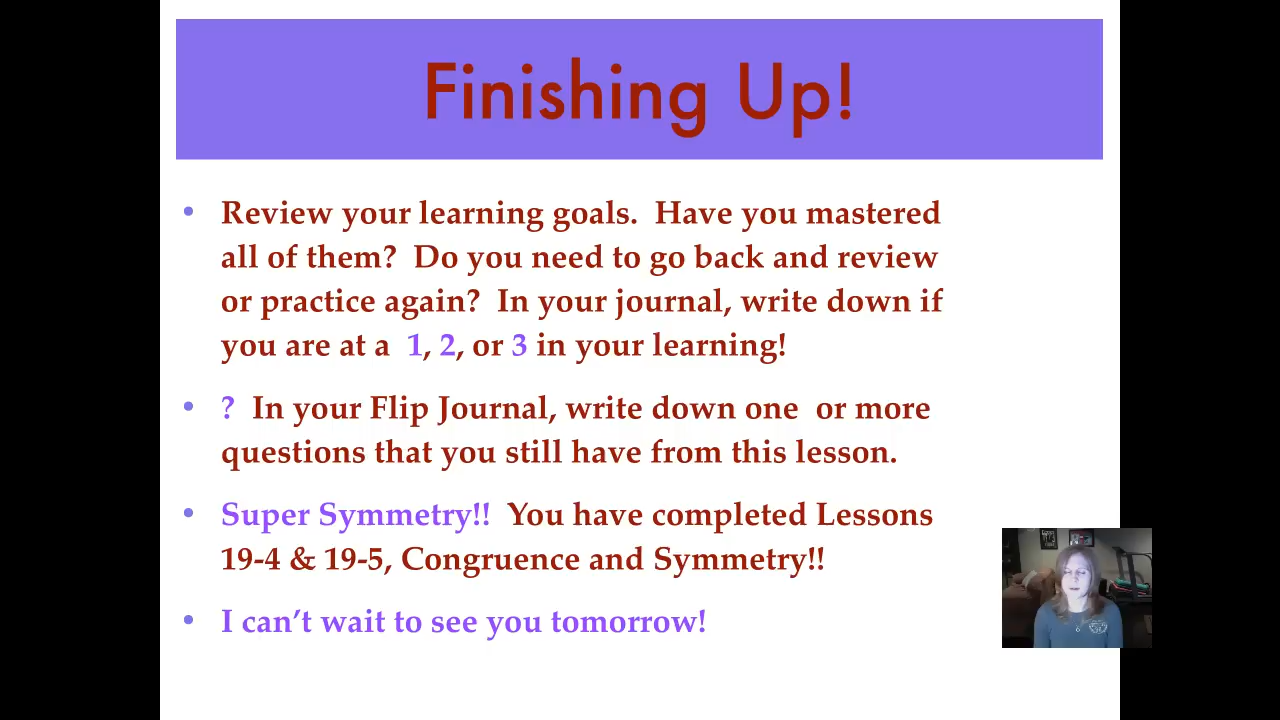 Finishing Up!
• Review your learning goals.  Have you mastered
all of them?  Do you need to go back and review
or practice again?  In your journal, write down if
you are at a  1, 2, or 3 in your learning!
• ?  In your Flip Journal, write down one  or more
questions that you still have from this lesson.
• Super Symmetry!!  You have completed Lessons
19-4 & 19-5, Congruence and Symmetry!!
• I can’t wait to see you tomorrow!